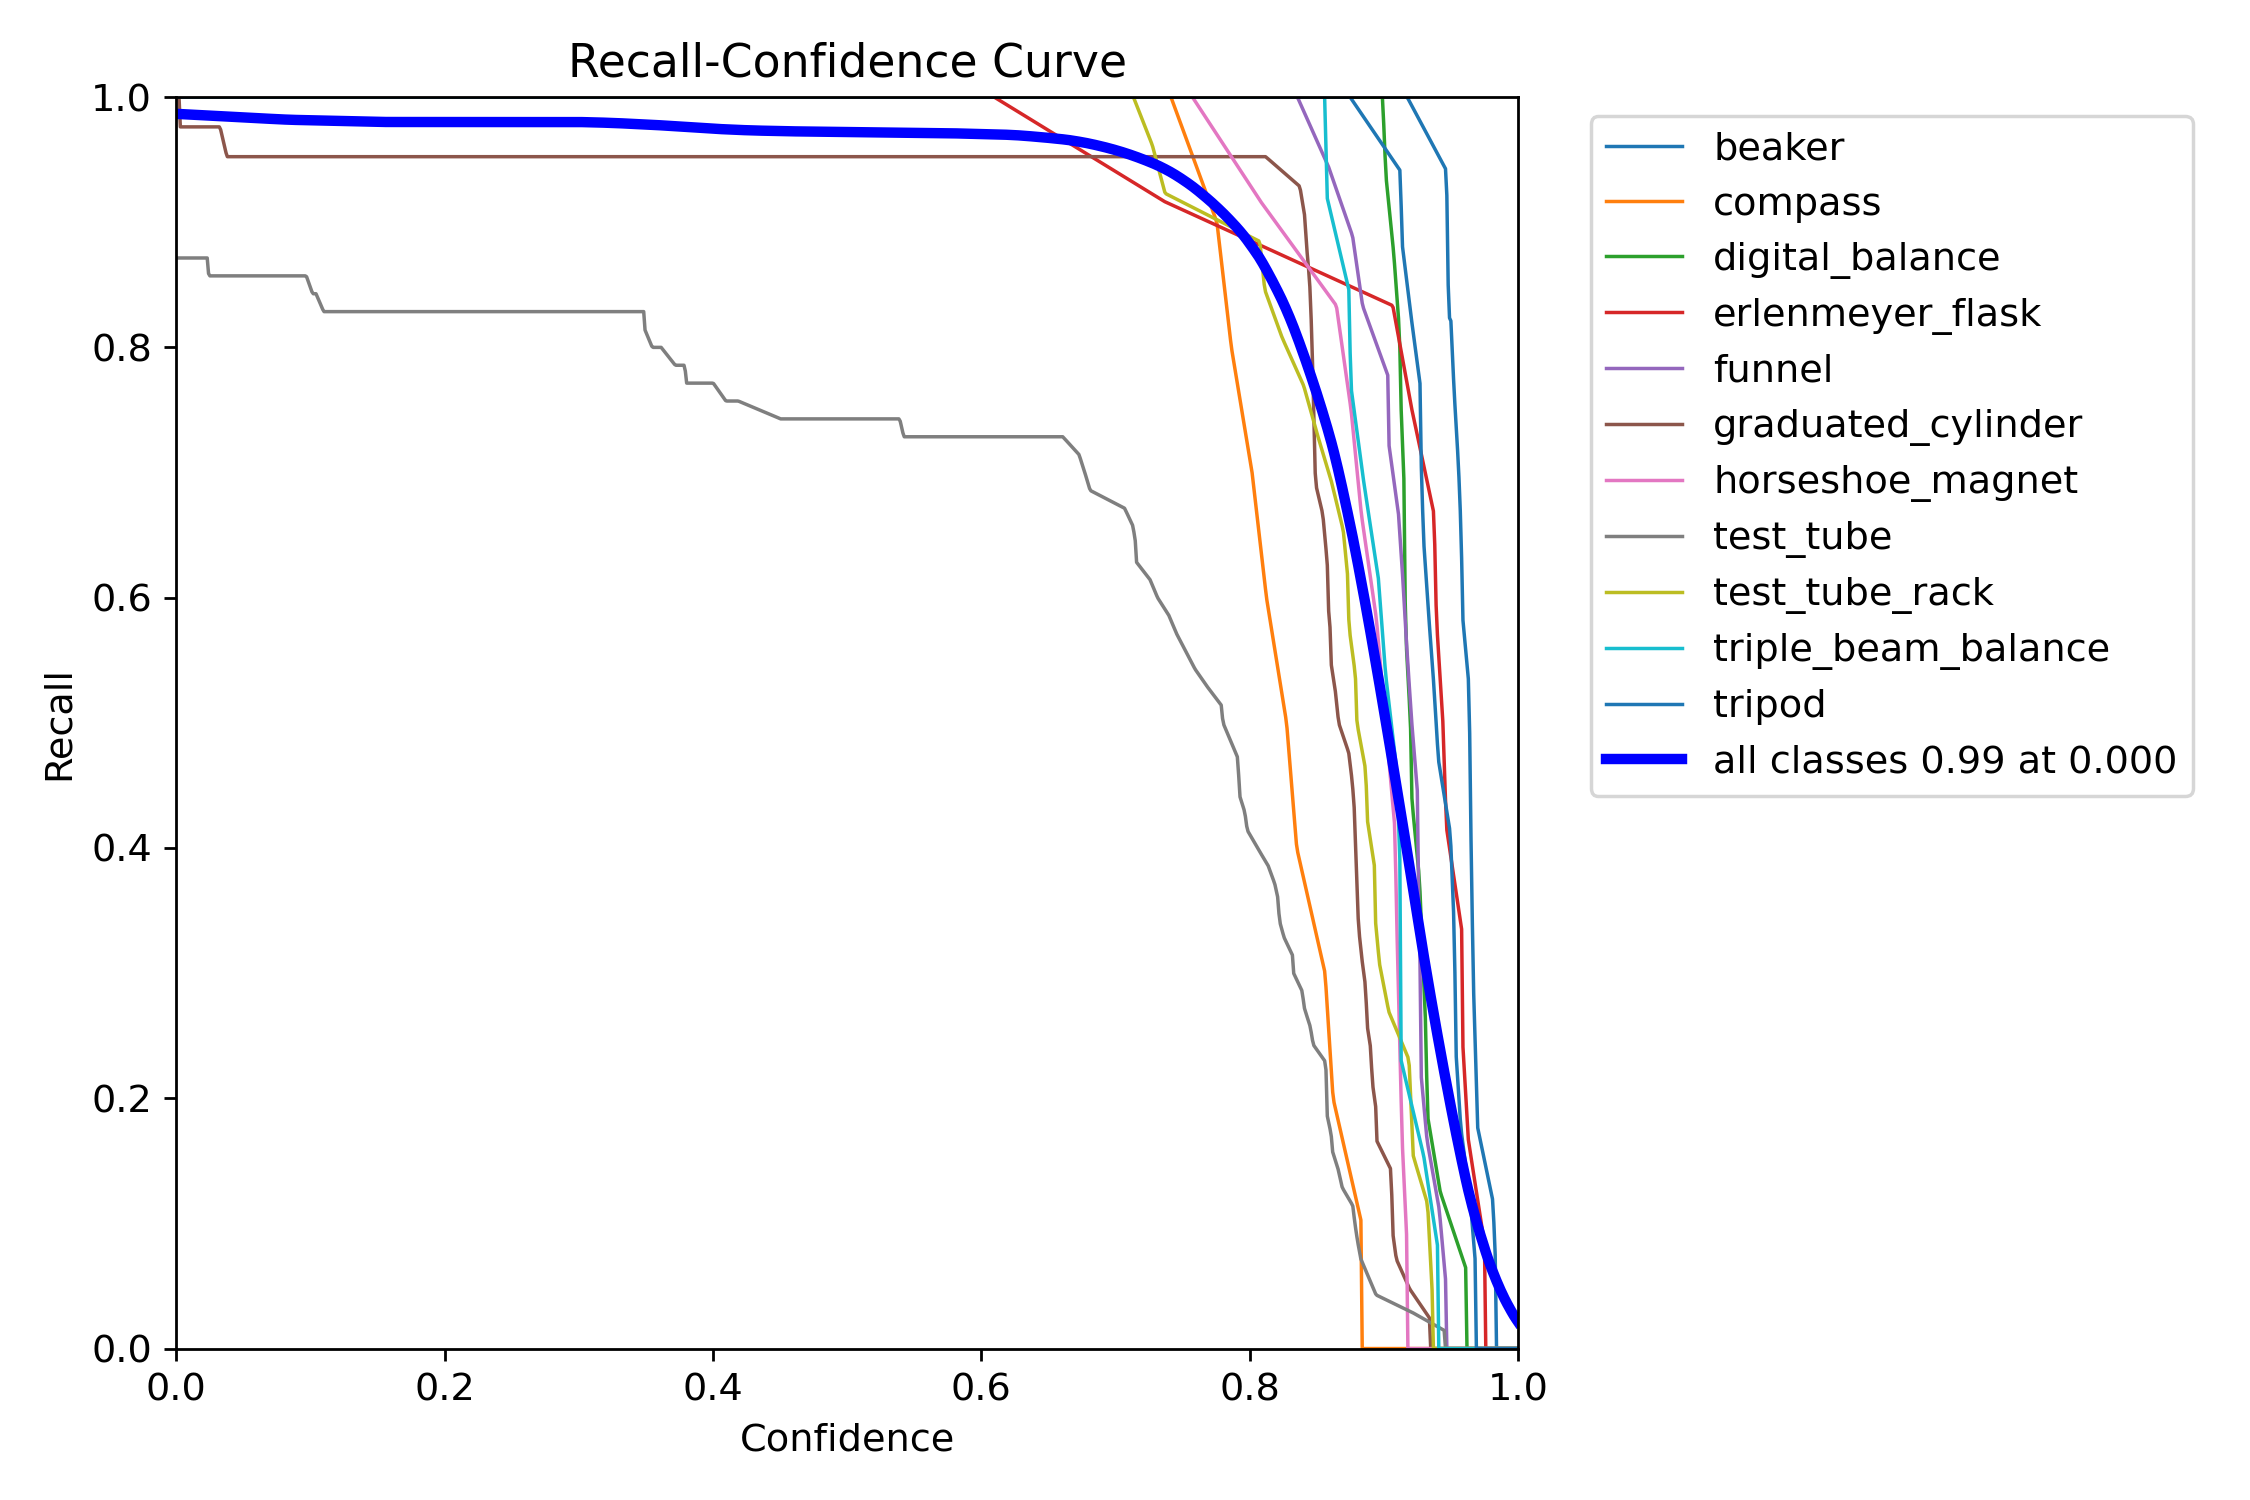 Recall-Confidence Curve
1.0
0.8
0.6
0.4
0.2
0.0
Recall
0.0 0.2 0.4 0.6 0.8 1.0
Confidence
beaker
compass
digital_balance
erlenmeyer_flask
funnel
graduated_cylinder
horseshoe_magnet
test_tube
test_tube_rack
triple_beam_balance
tripod
all classes 0.99 at 0.000